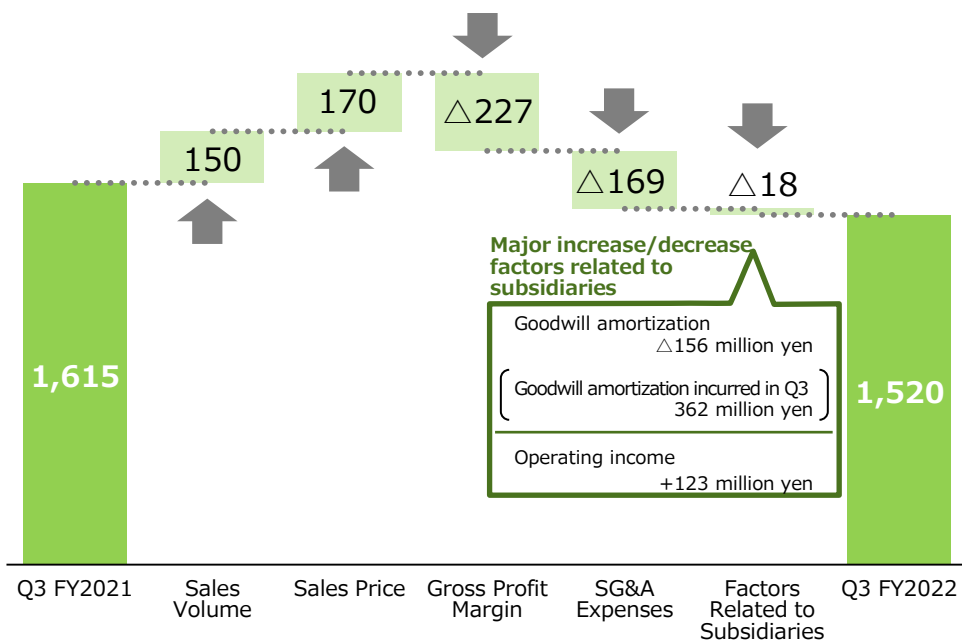 170
△227
150
△169
△18
Major increase/decrease
factors related to
subsidiaries
Goodwill amortization
△156 million yen
Goodwill amortization incurred in Q3
362 million yen
Operating income
+123 million yen
1,615
1,520
Q3 FY2021
Sales
Volume
Sales Price
Gross Profit
Margin
SG&A
Expenses
Factors
Related to
Subsidiaries
Q3 FY2022